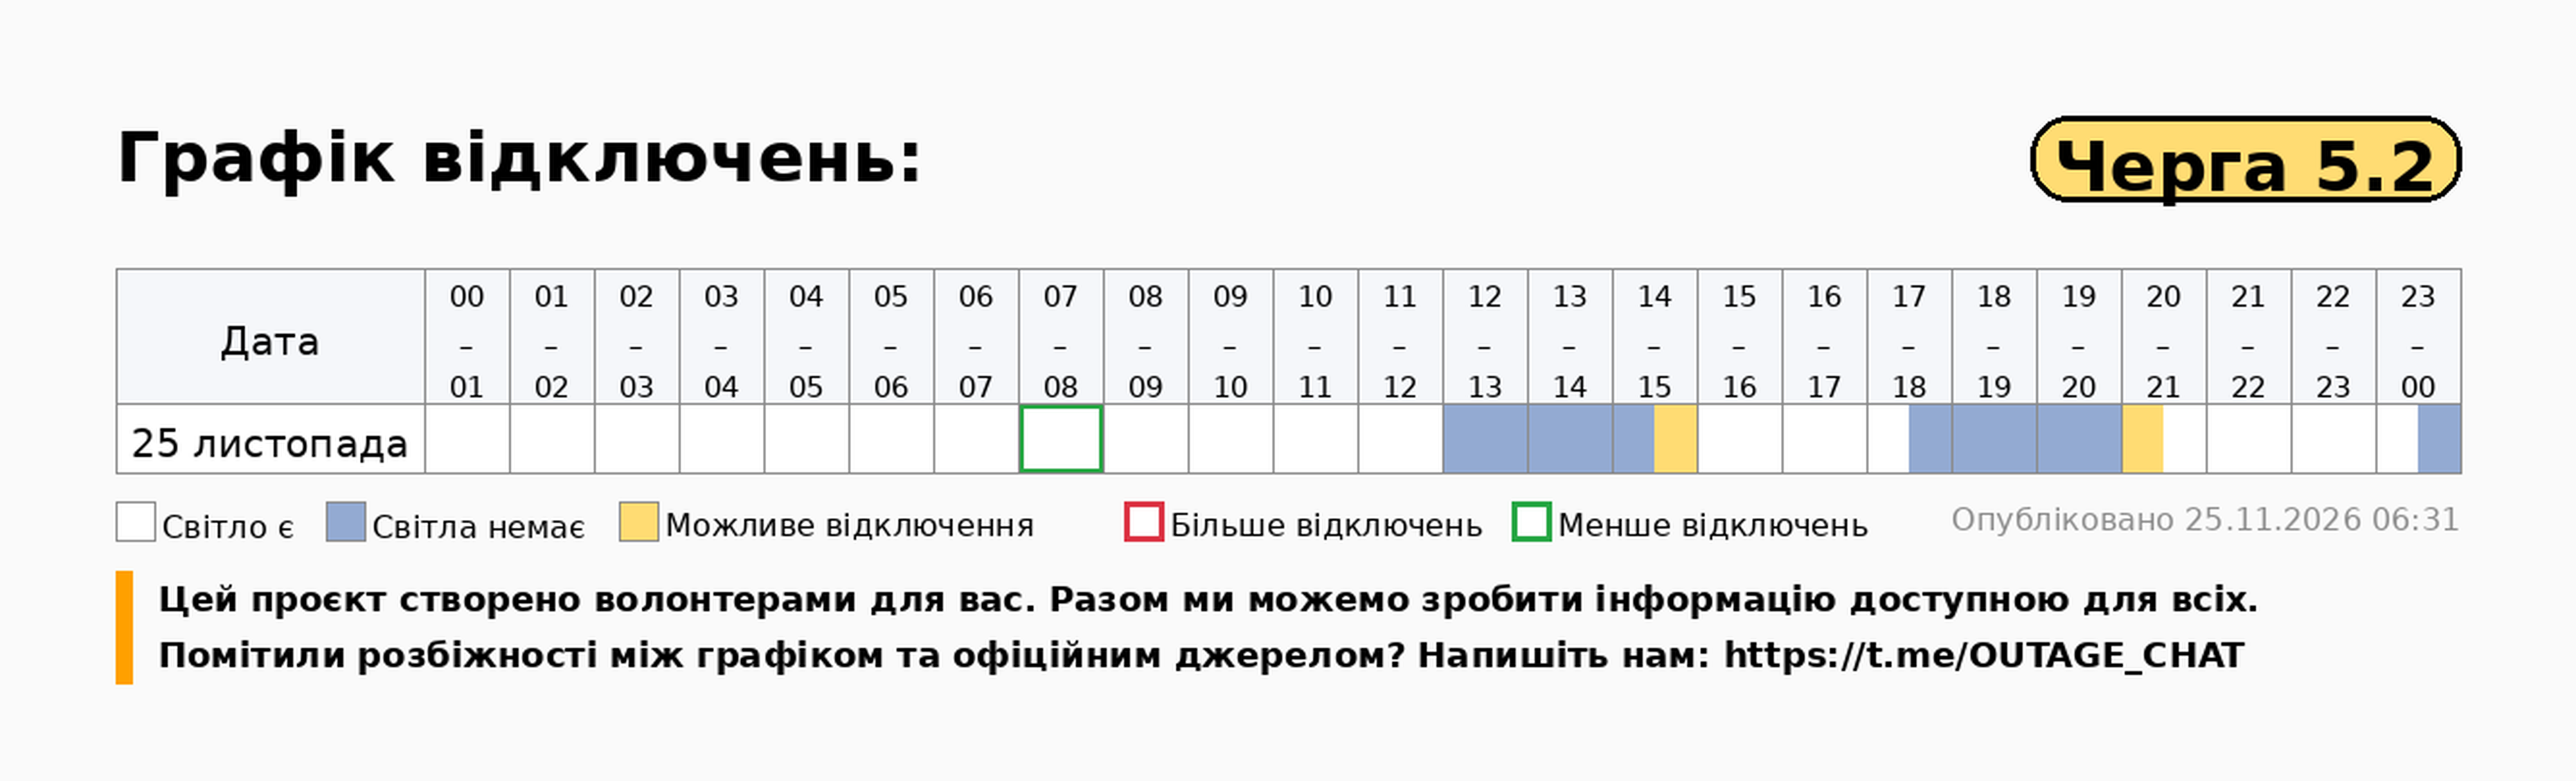 Графік відключень:
Черга 5.2
Дата
00 – 01
01 – 02
02 – 03
03 – 04
04 – 05
05 – 06
06 – 07
07 – 08
08 – 09
09 – 10
10 – 11
11 – 12
12 – 13
13 – 14
14 – 15
15 – 16
16 – 17
17 – 18
18 – 19
19 – 20
20 – 21
21 – 22
22 – 23
23 – 00
25 листопада
Світло є
Світла немає
Можливе відключення
Більше відключень
Менше відключень
Опубліковано 25.11.2026 06:31
Цей проєкт створено волонтерами для вас. Разом ми можемо зробити інформацію доступною для всіх.
Помітили розбіжності між графіком та офіційним джерелом? Напишіть нам: https://t.me/OUTAGE_CHAT